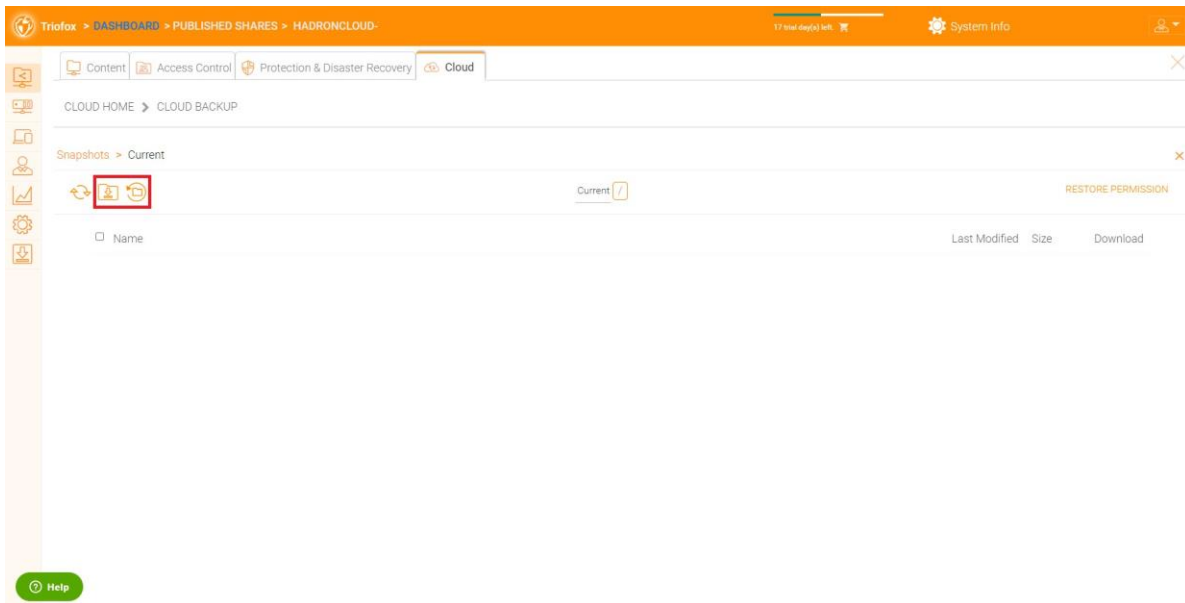 Triofox > DASHBOARD > PUBLISHED SHARES > HADRONCLOUD- 17 trial day(s) left. System Info
Content Access Control Protection & Disaster Recovery Cloud
CLOUD HOME > CLOUD BACKUP
Snapshots > Current
Current / RESTORE PERMISSION
Name Last Modified Size Download
Help